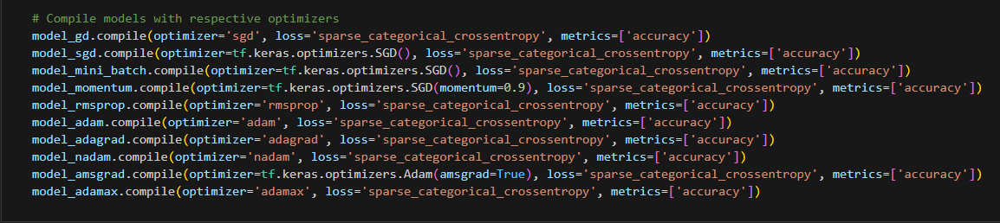 # Compile models with respective optimizers
model_gd.compile(optimizer='sgd', loss='sparse_categorical_crossentropy', metrics=['accuracy'])
model_sgd.compile(optimizer=tf.keras.optimizers.SGD(), loss='sparse_categorical_crossentropy', metrics=['accuracy'])
model_mini_batch.compile(optimizer=tf.keras.optimizers.SGD(), loss='sparse_categorical_crossentropy', metrics=['accuracy'])
model_momentum.compile(optimizer=tf.keras.optimizers.SGD(momentum=0.9), loss='sparse_categorical_crossentropy', metrics=['accuracy'])
model_rmsprop.compile(optimizer='rmsprop', loss='sparse_categorical_crossentropy', metrics=['accuracy'])
model_adam.compile(optimizer='adam', loss='sparse_categorical_crossentropy', metrics=['accuracy'])
model_adagrad.compile(optimizer='adagrad', loss='sparse_categorical_crossentropy', metrics=['accuracy'])
model_nadam.compile(optimizer='nadam', loss='sparse_categorical_crossentropy', metrics=['accuracy'])
model_amsgrad.compile(optimizer=tf.keras.optimizers.Adam(amsgrad=True), loss='sparse_categorical_crossentropy', metrics=['accuracy'])
model_adamax.compile(optimizer='adamax', loss='sparse_categorical_crossentropy', metrics=['accuracy'])